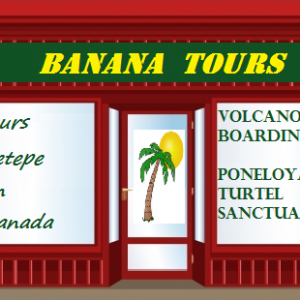 BANANA TOURS
urs
etepe
n
anada
VOLCANO
BOARDIN
PONELOYA
TURTEL
SANCTUA